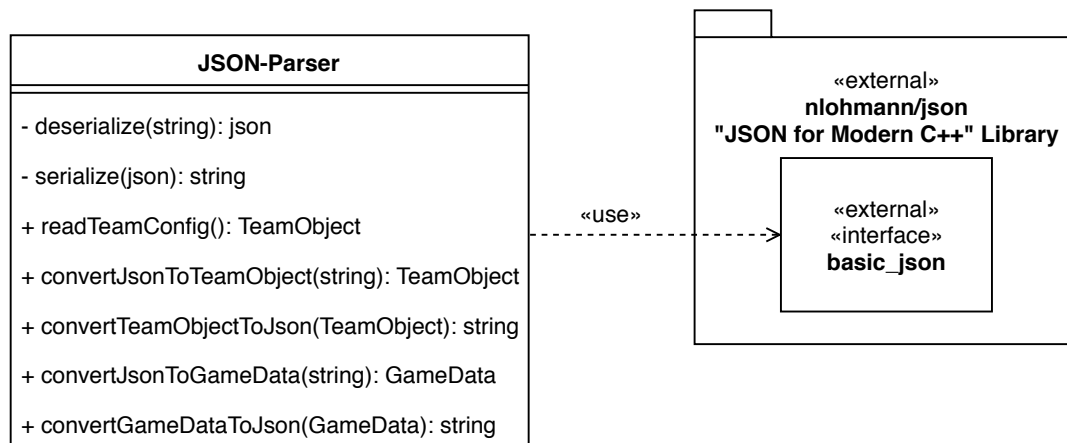 JSON-Parser
- deserialize(string): json
- serialize(json): string
+ readTeamConfig(): TeamObject
+ convertJsonToTeamObject(string): TeamObject
+ convertTeamObjectToJson(TeamObject): string
+ convertJsonToGameData(string): GameData
+ convertGameDataToJson(GameData): string
«use»
«external»
nlohmann/json
"JSON for Modern C++" Library
«external»
«interface»
basic_json